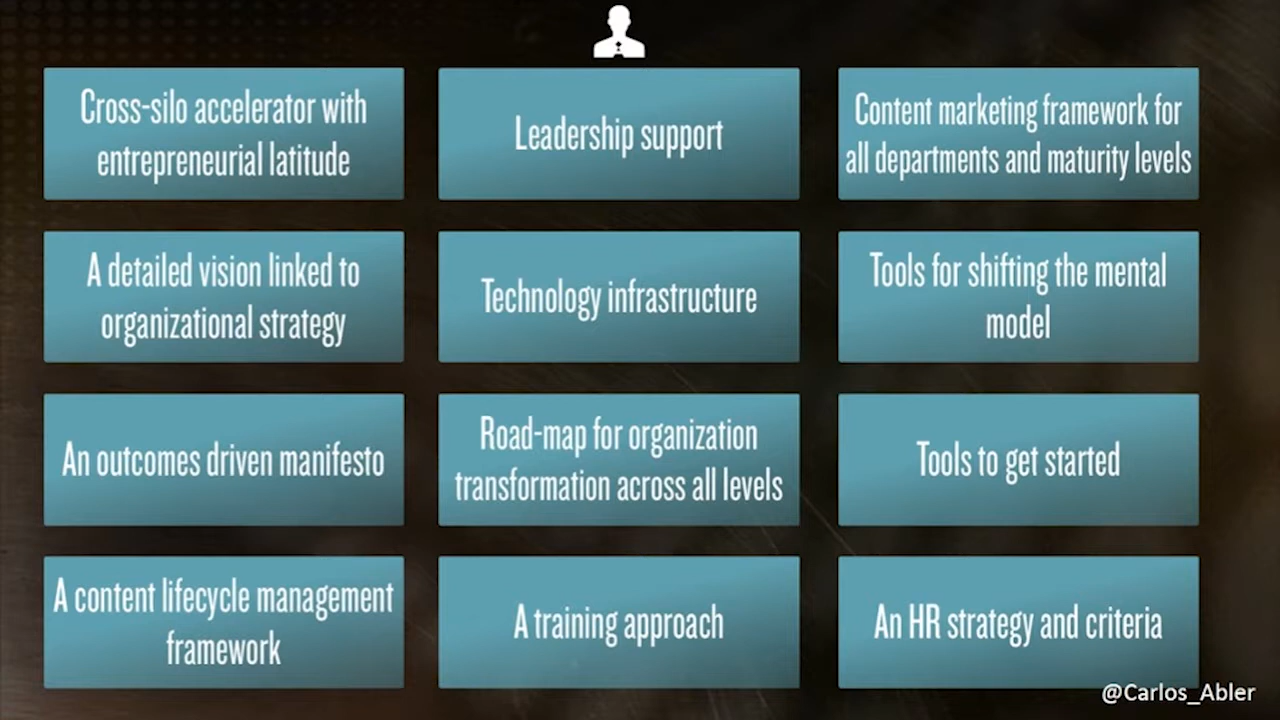 Cross-silo accelerator with
entrepreneurial latitude
Leadership support
Content marketing framework for
all departments and maturity levels
A detailed vision linked to
organizational strategy
Technology infrastructure
Tools for shifting the mental
model
An outcomes driven manifesto
Road-map for organization
transformation across all levels
Tools to get started
A content lifecycle management
framework
A training approach
An HR strategy and criteria
@Carlos_Abler